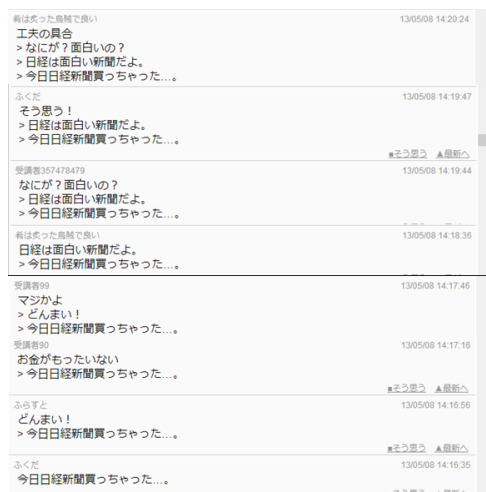 肴は炙った烏賊で良い 13/05/08 14:20:24
工夫の具合
> なにが？面白いの？
> 日経は面白い新聞だよ。
> 今日日経新聞買っちゃった…。
ふくだ 13/05/08 14:19:47
そう思う！
> 日経は面白い新聞だよ。
> 今日日経新聞買っちゃった…。
■そう思う ▲最新へ
受講者357478479 13/05/08 14:19:44
なにが？面白いの？
> 日経は面白い新聞だよ。
> 今日日経新聞買っちゃった…。
肴は炙った烏賊で良い 13/05/08 14:18:36
日経は面白い新聞だよ。
> 今日日経新聞買っちゃった…。
受講者99 13/05/08 14:17:46
マジかよ
> どんまい！
> 今日日経新聞買っちゃった…。
受講者90 13/05/08 14:17:16
お金がもったいない
> 今日日経新聞買っちゃった…。
■そう思う ▲最新へ
ふらすと 13/05/08 14:16:56
どんまい！
> 今日日経新聞買っちゃった…。
■そう思う ▲最新へ
ふくだ 13/05/08 14:16:35
今日日経新聞買っちゃった…。